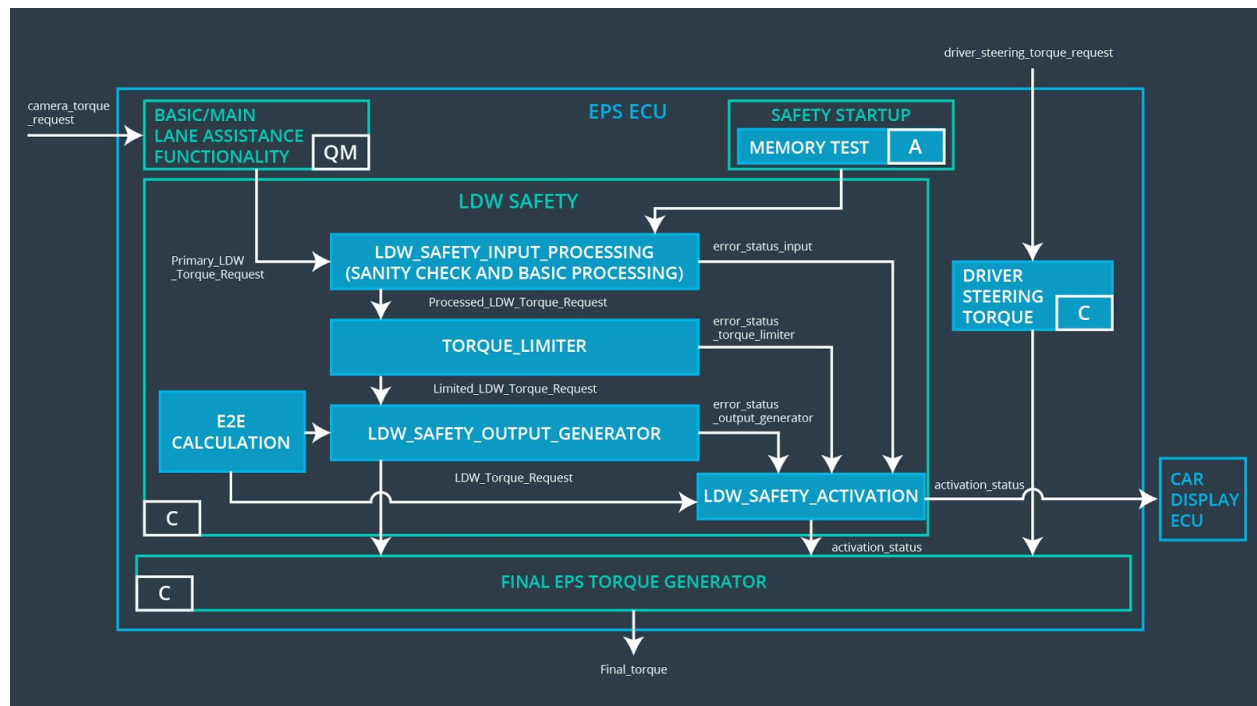 driver_steering_torque_request
camera_torque
_request
EPS ECU
BASIC/MAIN
LANE ASSISTANCE
FUNCTIONALITY
QM
SAFETY STARTUP
MEMORY TEST
A
LDW SAFETY
Primary_LDW
_Torque_Request
LDW_SAFETY_INPUT_PROCESSING
(SANITY CHECK AND BASIC PROCESSING)
error_status_input
Processed_LDW_Torque_Request
DRIVER
STEERING
TORQUE
C
TORQUE_LIMITER
error_status
_torque_limiter
Limited_LDW_Torque_Request
E2E
CALCULATION
LDW_SAFETY_OUTPUT_GENERATOR
error_status
_output_generator
LDW_Torque_Request
LDW_SAFETY_ACTIVATION
activation_status
CAR
DISPLAY
ECU
C
activation_status
FINAL EPS TORQUE GENERATOR
C
Final_torque